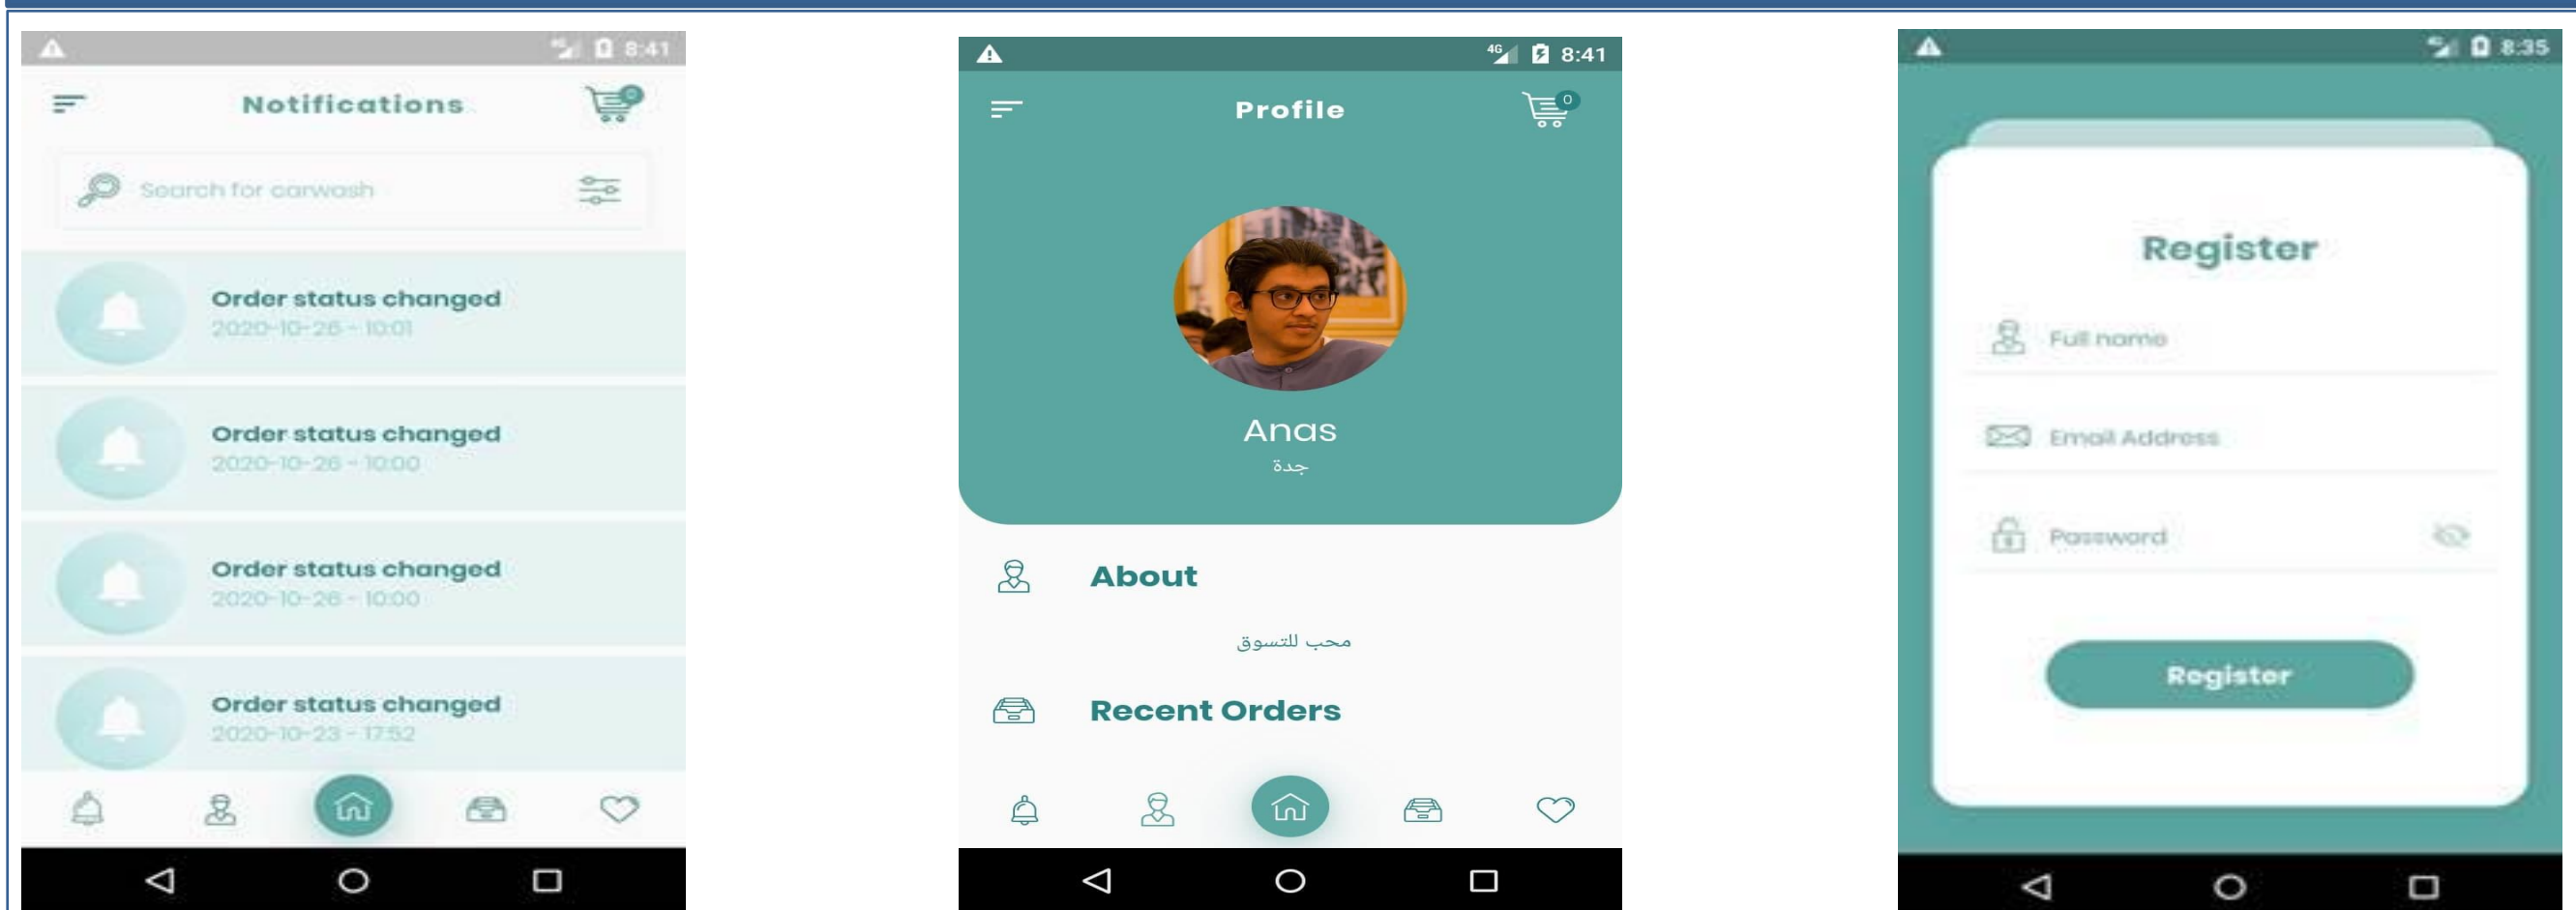 8:41
Notifications
0
Search for carwash
Order status changed
2020-10-26 - 10:01
Order status changed
2020-10-26 - 10:00
Order status changed
2020-10-26 - 10:00
Order status changed
2020-10-23 - 17:52
4G 8:41
Profile
0
Anas
جدة
About
محب للتسوق
Recent Orders
8:35
Register
Full name
Email Address
Password
Register